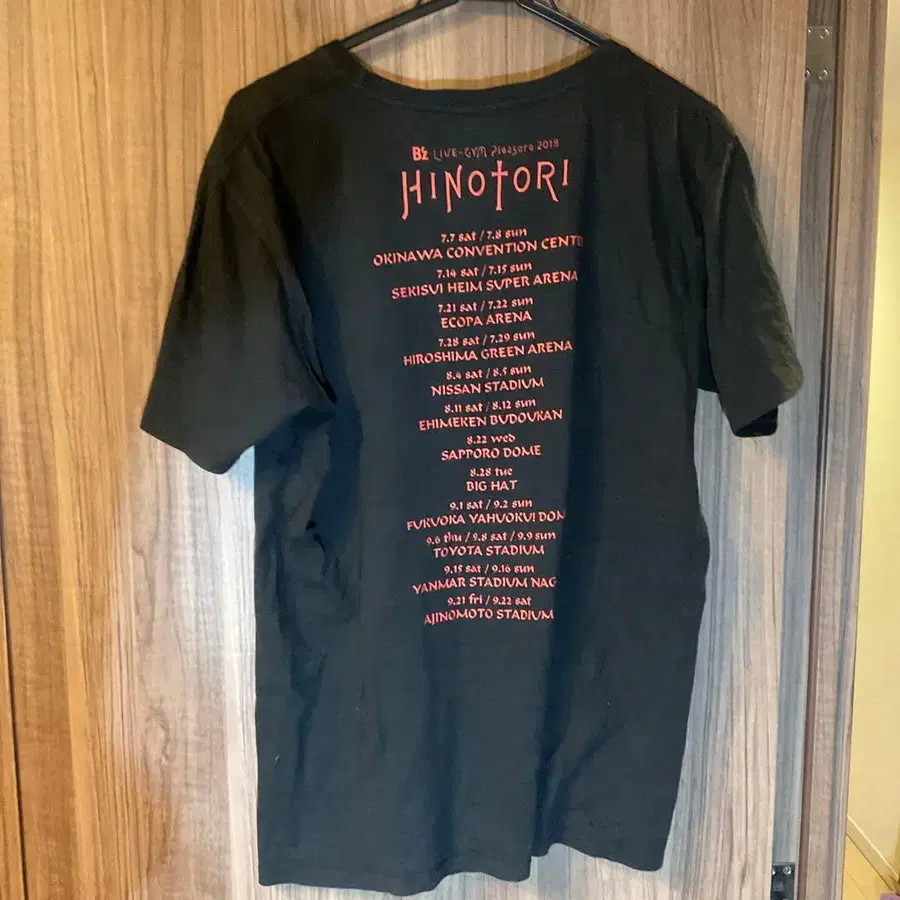 B'z LIVE-GYM Pleasure 2018
HINOTORI
7.7 sat / 7.8 sun
OKINAWA CONVENTION CENTE
7.14 sat / 7.15 sun
SEKISUI HEIM SUPER ARENA
7.21 sat / 7.22 sun
ECOPA ARENA
7.28 sat / 7.29 sun
HIROSHIMA GREEN ARENA
8.4 sat / 8.5 sun
NISSAN STADIUM
8.11 sat / 8.12 sun
EHIMEKEN BUDOUKAN
8.22 wed
SAPPORO DOME
8.28 tue
BIG HAT
9.1 sat / 9.2 sun
FUKUOKA YAHUOKU! DOM
9.6 thu / 9.8 sat / 9.9 sun
TOYOTA STADIUM
9.15 sat / 9.16 sun
YANMAR STADIUM NAG
9.21 fri / 9.22 sat
AJINOMOTO STADIUM